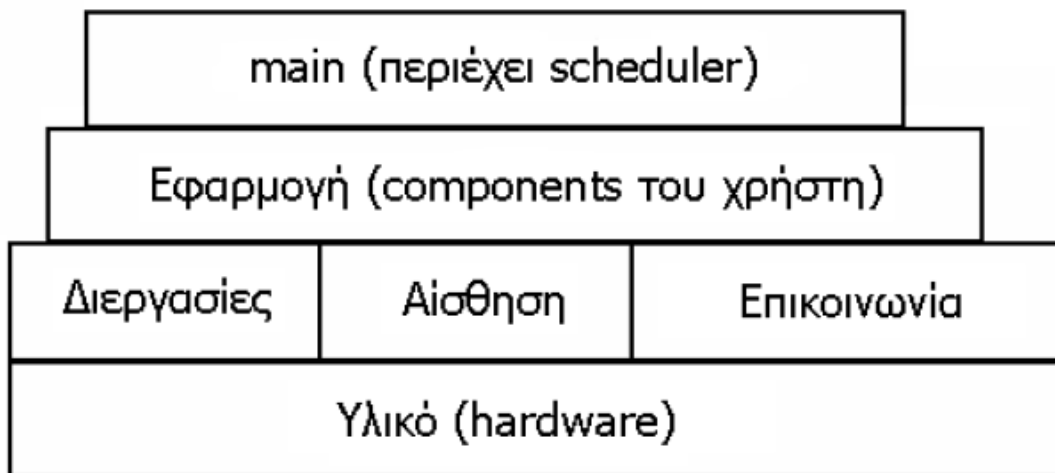 main (περιέχει scheduler)
Εφαρμογή (components του χρήστη)
Διεργασίες Αίσθηση Επικοινωνία
Υλικό (hardware)